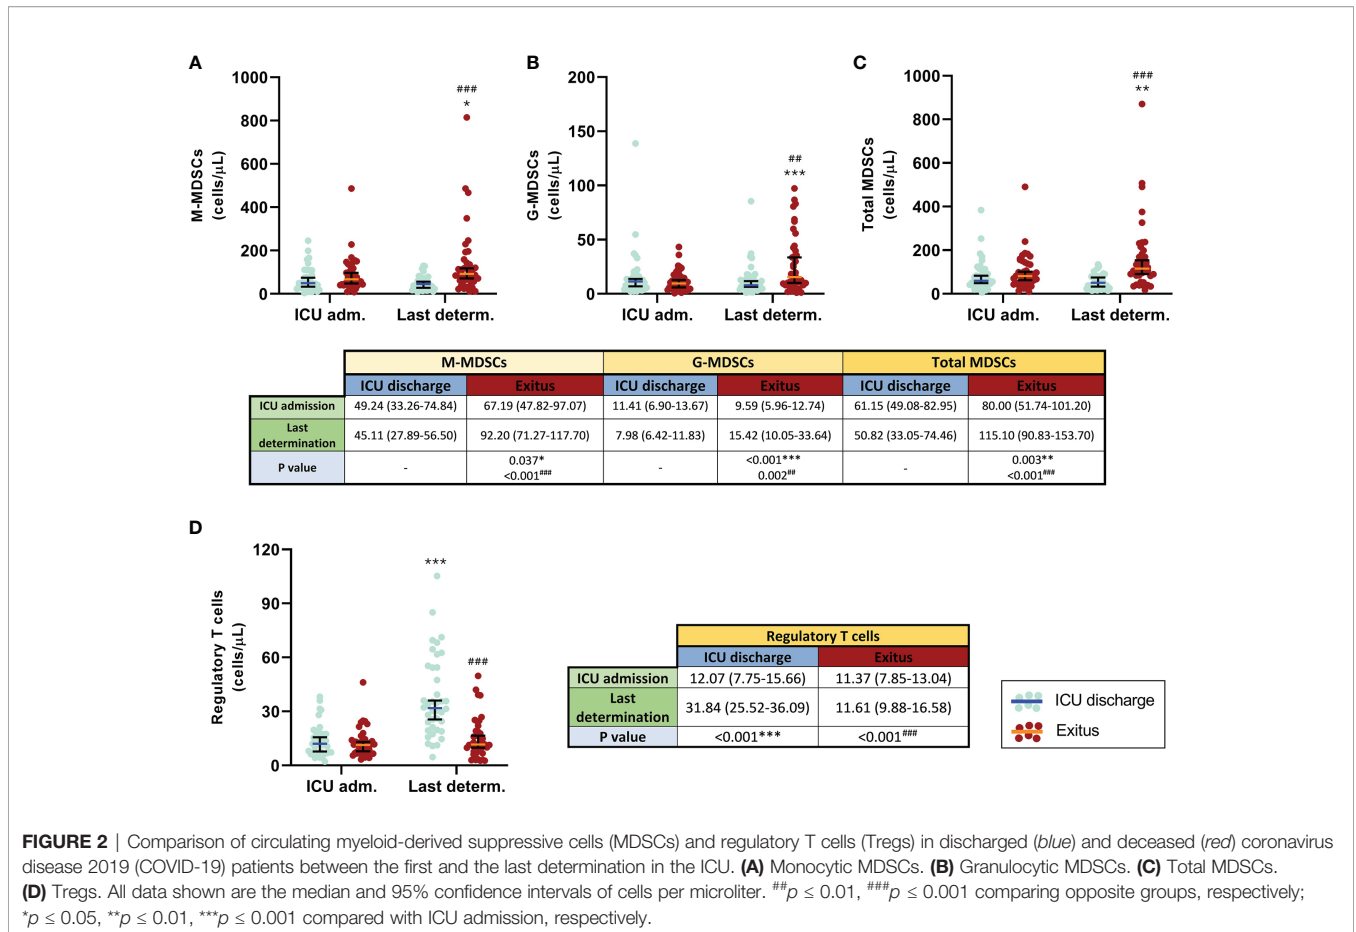 A
B
C
1000
800
600
400
200
0
M-MDSCs
(cells/µL)
###
*
ICU adm.
Last determ.
200
150
100
50
0
G-MDSCs
(cells/µL)
##
***
ICU adm.
Last determ.
1000
800
600
400
200
0
Total MDSCs
(cells/µL)
###
**
ICU adm.
Last determ.
M-MDSCs G-MDSCs Total MDSCs
ICU discharge Exitus ICU discharge Exitus ICU discharge Exitus
ICU admission 49.24 (33.26-74.84) 67.19 (47.82-97.07) 11.41 (6.90-13.67) 9.59 (5.96-12.74) 61.15 (49.08-82.95) 80.00 (51.74-101.20)
Last
determination 45.11 (27.89-56.50) 92.20 (71.27-117.70) 7.98 (6.42-11.83) 15.42 (10.05-33.64) 50.82 (33.05-74.46) 115.10 (90.83-153.70)
P value - 0.037* - <0.001*** - 0.003**
<0.001### 0.002## <0.001###
D
120
90
60
30
0
Regulatory T cells
(cells/µL)
***
###
ICU adm.
Last determ.
Regulatory T cells
ICU discharge Exitus
ICU admission 12.07 (7.75-15.66) 11.37 (7.85-13.04)
Last
determination 31.84 (25.52-36.09) 11.61 (9.88-16.58)
P value <0.001*** <0.001###
ICU discharge
Exitus
FIGURE 2 | Comparison of circulating myeloid-derived suppressive cells (MDSCs) and regulatory T cells (Tregs) in discharged (blue) and deceased (red) coronavirus
disease 2019 (COVID-19) patients between the first and the last determination in the ICU. (A) Monocytic MDSCs. (B) Granulocytic MDSCs. (C) Total MDSCs.
(D) Tregs. All data shown are the median and 95% confidence intervals of cells per microliter. ##p ≤ 0.01, ###p ≤ 0.001 comparing opposite groups, respectively;
*p ≤ 0.05, **p ≤ 0.01, ***p ≤ 0.001 compared with ICU admission, respectively.